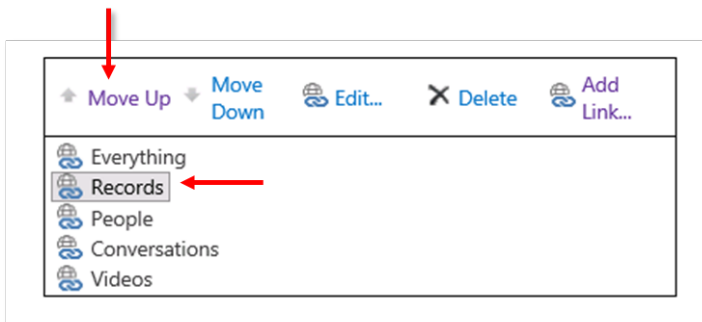 Move Up
Move
Down
Edit...
Delete
Add
Link...
Everything
Records
People
Conversations
Videos